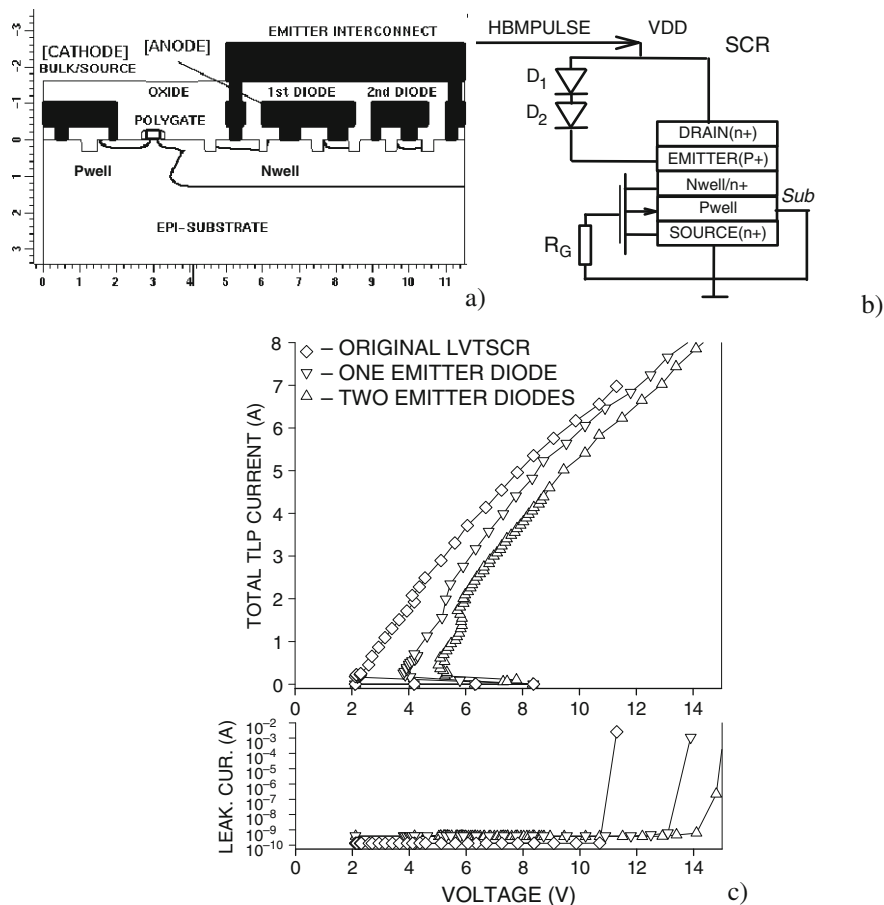 EMITTER INTERCONNECT
[CATHODE] [ANODE]
BULK/SOURCE
OXIDE 1st DIODE 2nd DIODE
POLYGATE
Pwell Nwell
EPI-SUBSTRATE
-3
-2
-1
0
1
2
3
0 1 2 3 4 5 6 7 8 9 10 11
a)
HBMPULSE VDD SCR
D1
D2
DRAIN(n+)
EMITTER(P+)
Nwell/n+
Pwell Sub
SOURCE(n+)
RG
b)
◇ – ORIGINAL LVTSCR
▽ – ONE EMITTER DIODE
△ – TWO EMITTER DIODES
TOTAL TLP CURRENT (A)
8
7
6
5
4
3
2
1
0
0 2 4 6 8 10 12 14
LEAK. CUR. (A)
10⁻²
10⁻³
10⁻⁴
10⁻⁵
10⁻⁶
10⁻⁷
10⁻⁸
10⁻⁹
10⁻¹⁰
0 2 4 6 8 10 12 14
VOLTAGE (V)
c)